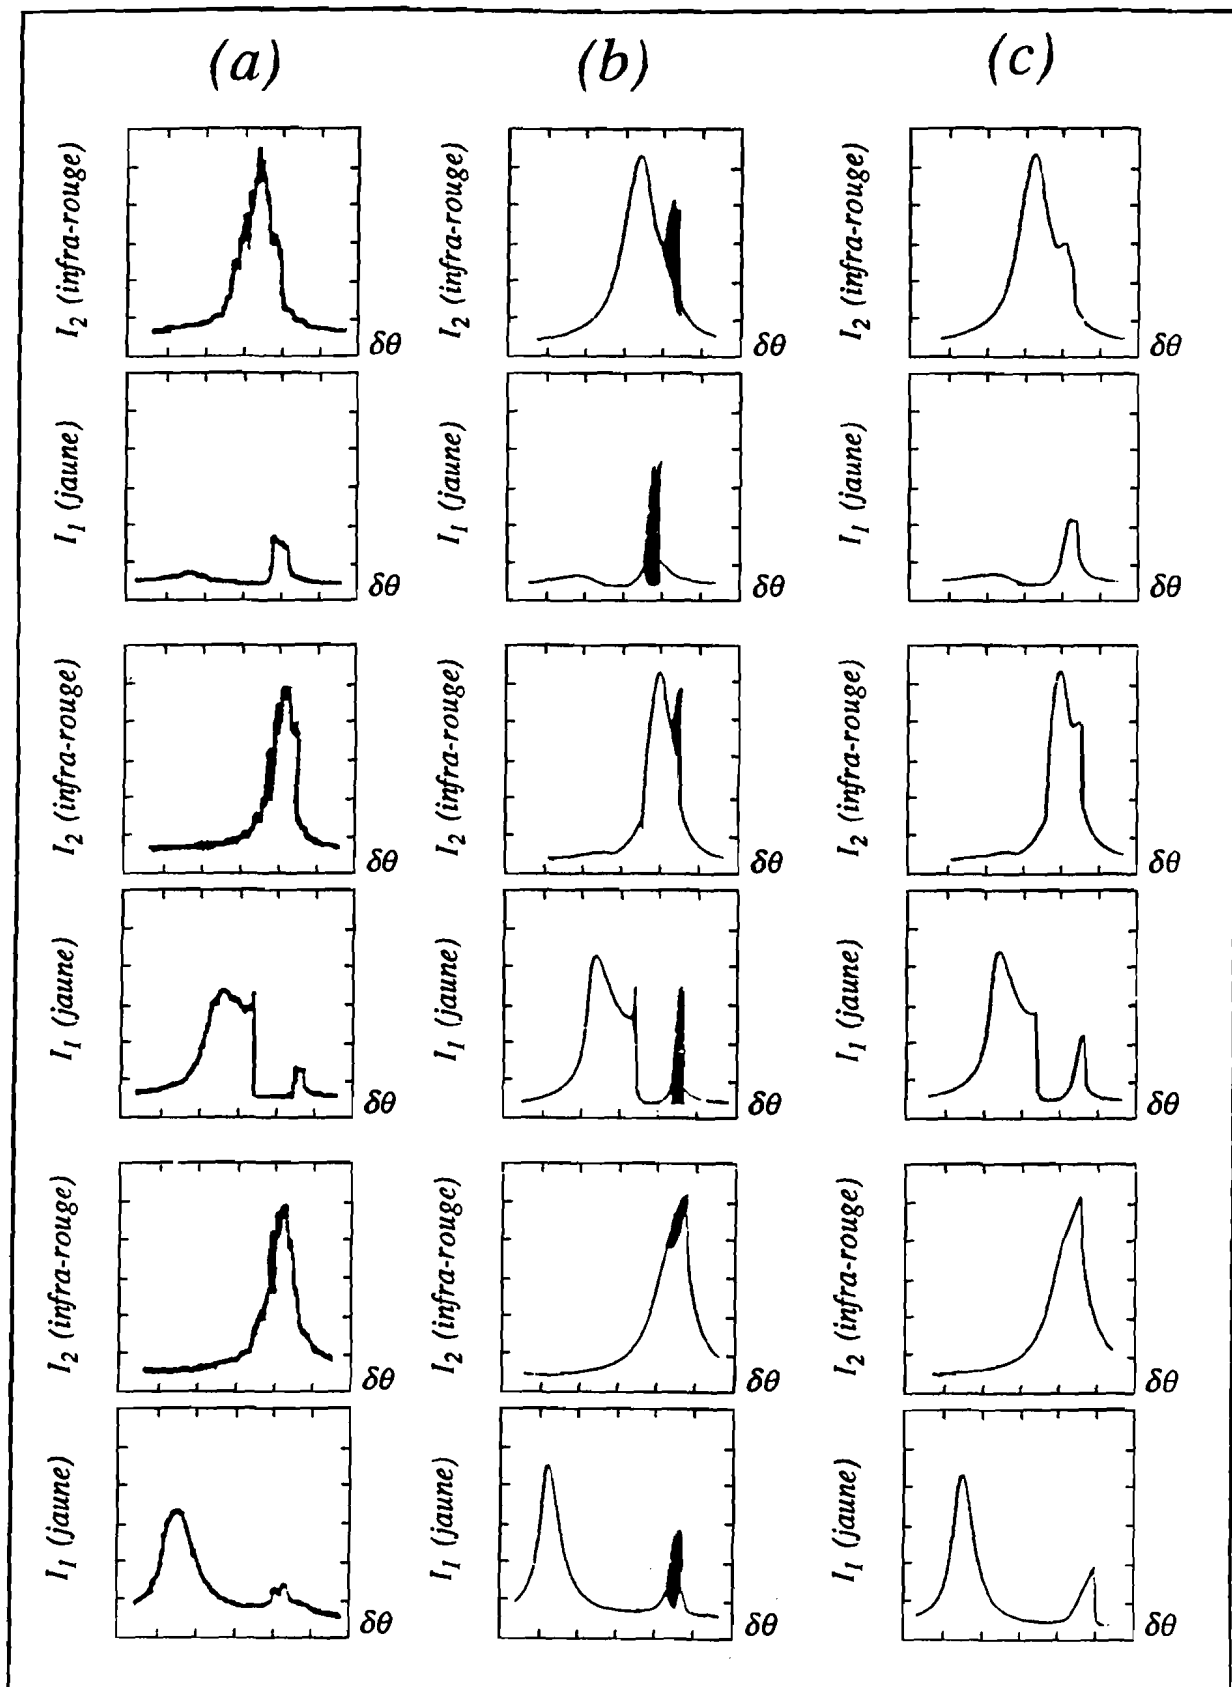 (a) (b) (c)
I₂ (infra-rouge) δθ I₂ (infra-rouge) δθ I₂ (infra-rouge) δθ
I₁ (jaune) δθ I₁ (jaune) δθ I₁ (jaune) δθ
I₂ (infra-rouge) δθ I₂ (infra-rouge) δθ I₂ (infra-rouge) δθ
I₁ (jaune) δθ I₁ (jaune) δθ I₁ (jaune) δθ
I₂ (infra-rouge) δθ I₂ (infra-rouge) δθ I₂ (infra-rouge) δθ
I₁ (jaune) δθ I₁ (jaune) δθ I₁ (jaune) δθ